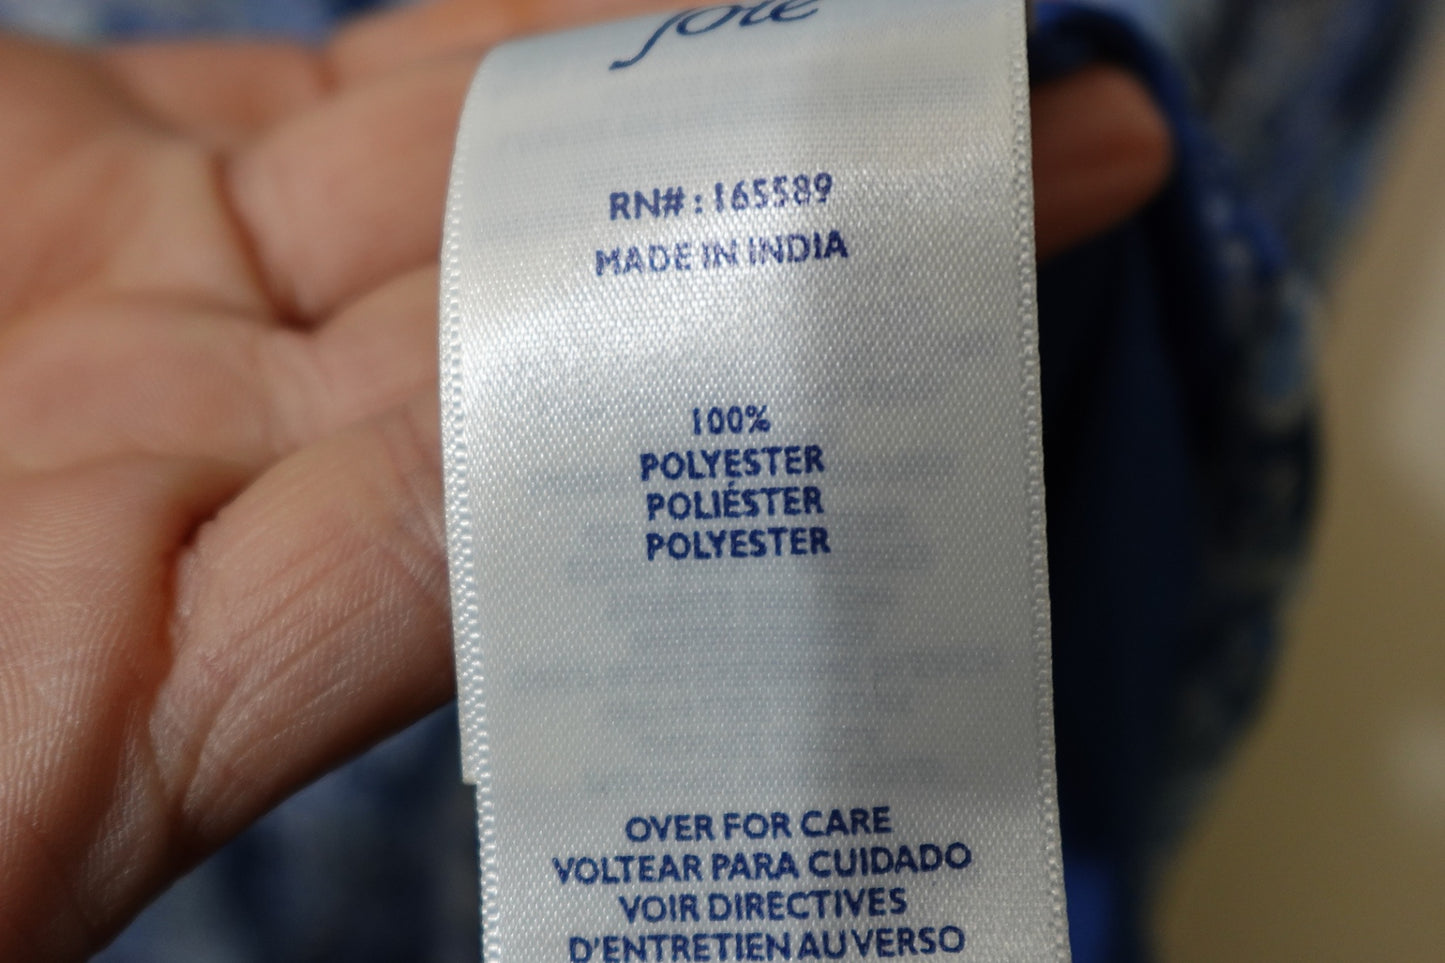 Joie
RN# : 165589
MADE IN INDIA
100%
POLYESTER
POLIÉSTER
POLYESTER
OVER FOR CARE
VOLTEAR PARA CUIDADO
VOIR DIRECTIVES
D'ENTRETIEN AU VERSO